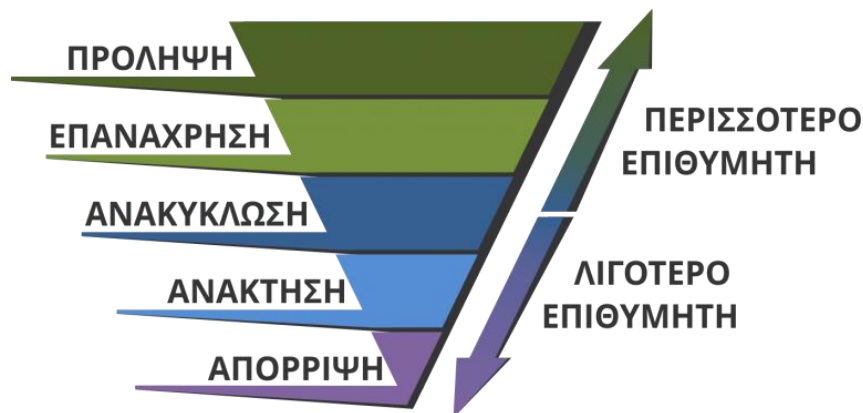 ΠΡΟΛΗΨΗ
ΕΠΑΝΑΧΡΗΣΗ
ΑΝΑΚΥΚΛΩΣΗ
ΑΝΑΚΤΗΣΗ
ΑΠΟΡΡΙΨΗ
ΠΕΡΙΣΣΟΤΕΡΟ
ΕΠΙΘΥΜΗΤΗ
ΛΙΓΟΤΕΡΟ
ΕΠΙΘΥΜΗΤΗ